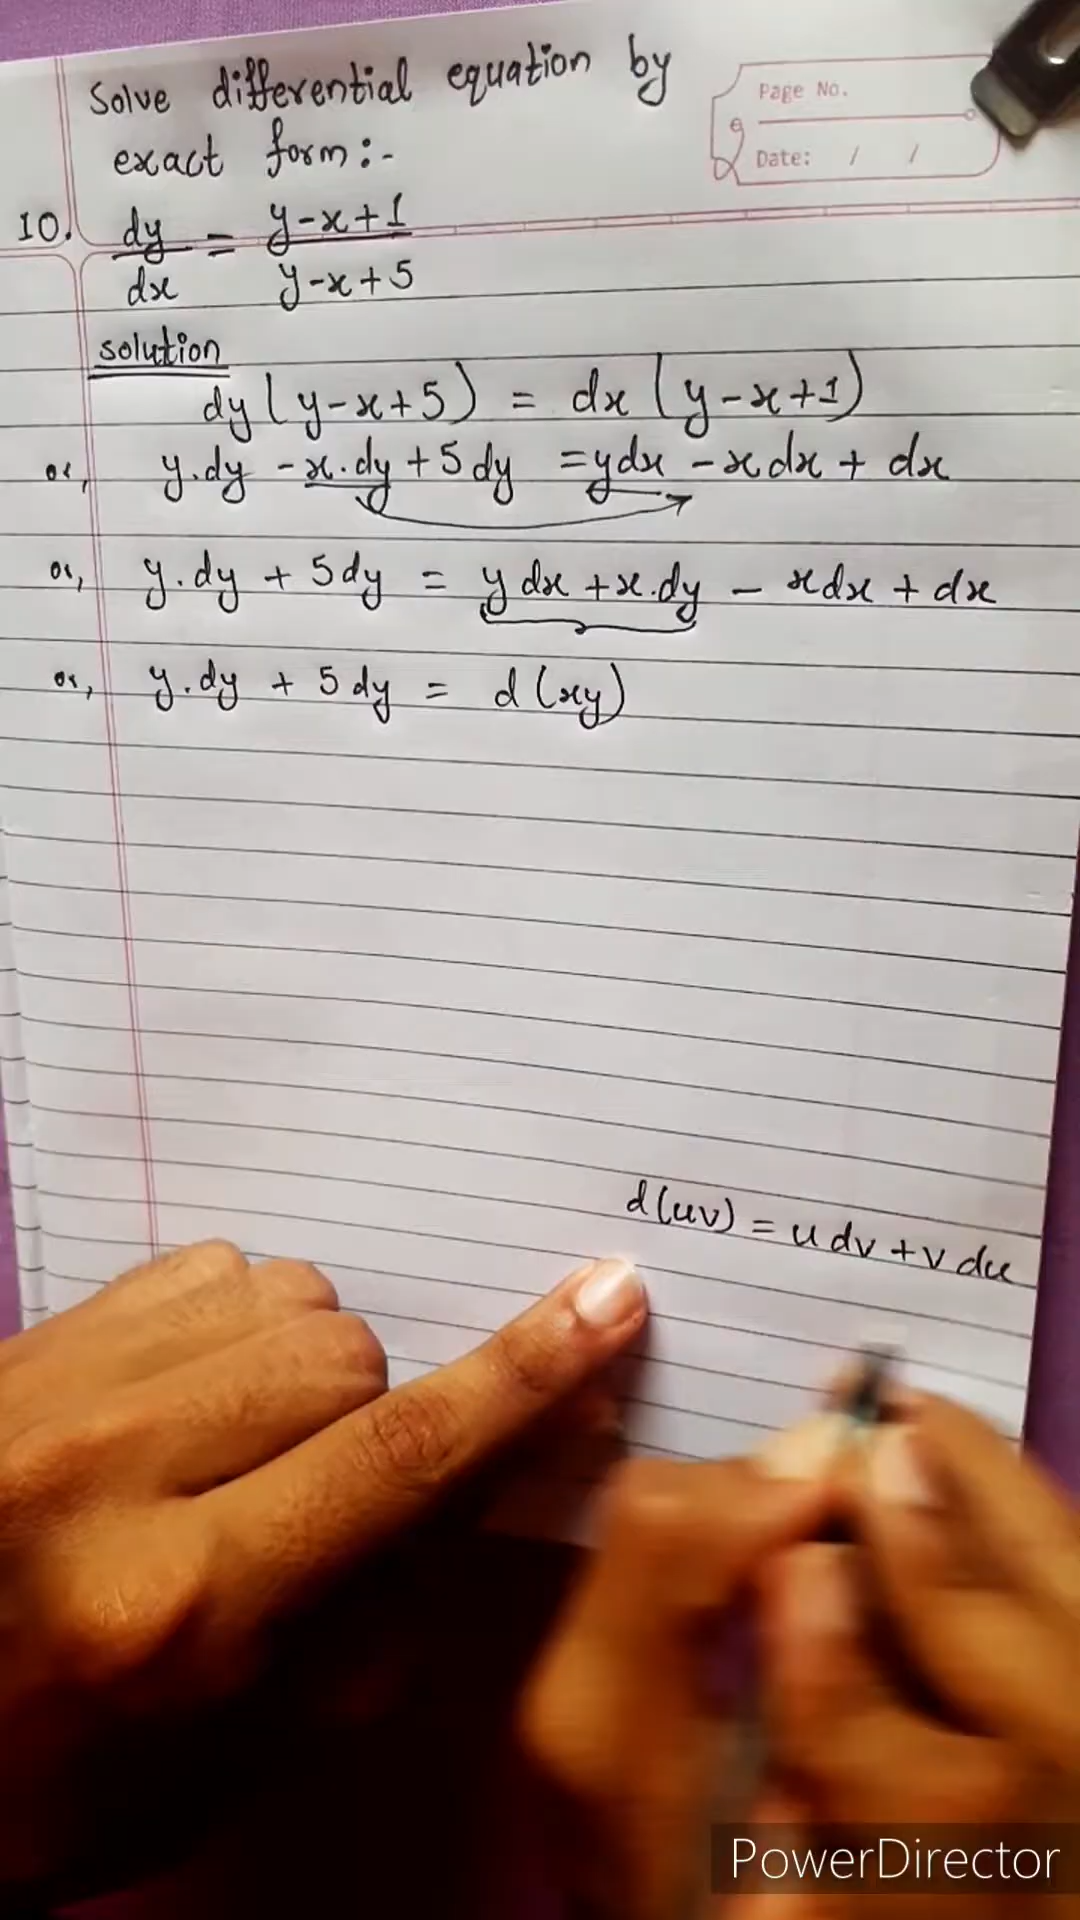 Solve differential equation by
exact form:-
Page No.
Date: / /
10. dy/dx = y-x+1/y-x+5
solution
dy(y-x+5) = dx(y-x+1)
or, y.dy -x.dy +5dy =ydx -xdx + dx
or, y.dy + 5dy = ydx +x.dy - xdx + dx
or, y.dy + 5dy = d(xy)
d(uv) = udv +vdu
PowerDirector